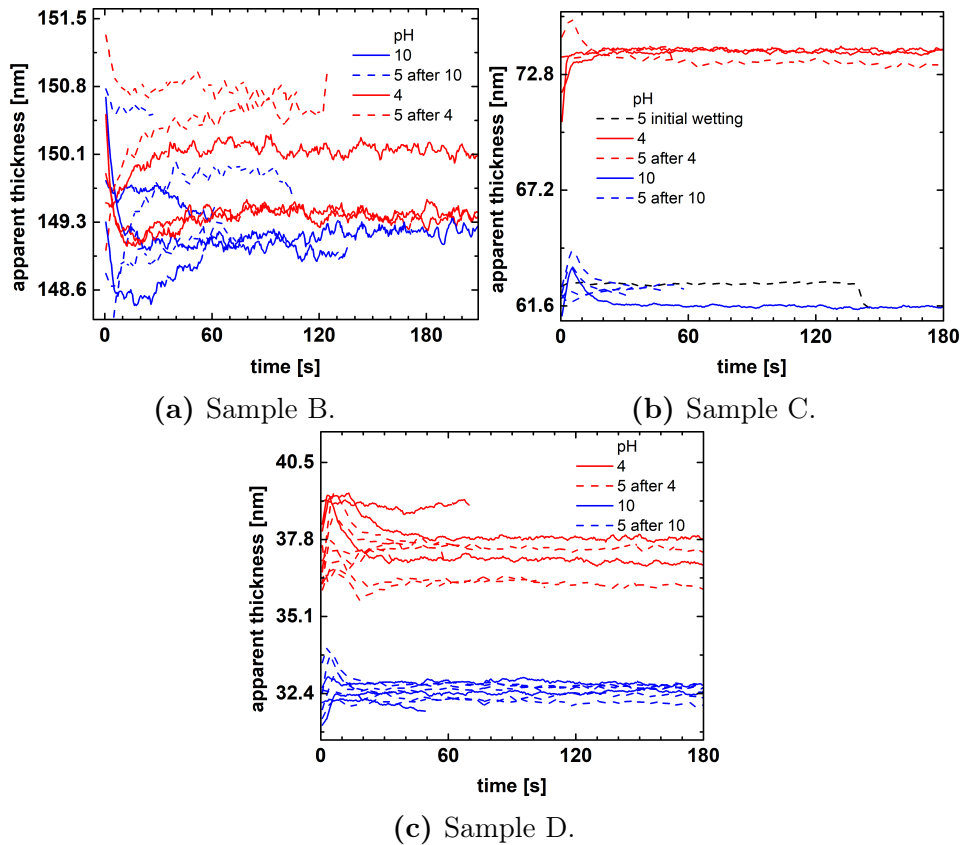 151.5
150.8
150.1
149.3
148.6
apparent thickness [nm]
pH
10
5 after 10
4
5 after 4
0 60 120 180
time [s]
(a) Sample B.
72.8
67.2
61.6
apparent thickness [nm]
pH
5 initial wetting
4
5 after 4
10
5 after 10
0 60 120 180
time [s]
(b) Sample C.
40.5
37.8
35.1
32.4
apparent thickness [nm]
pH
4
5 after 4
10
5 after 10
0 60 120 180
time [s]
(c) Sample D.